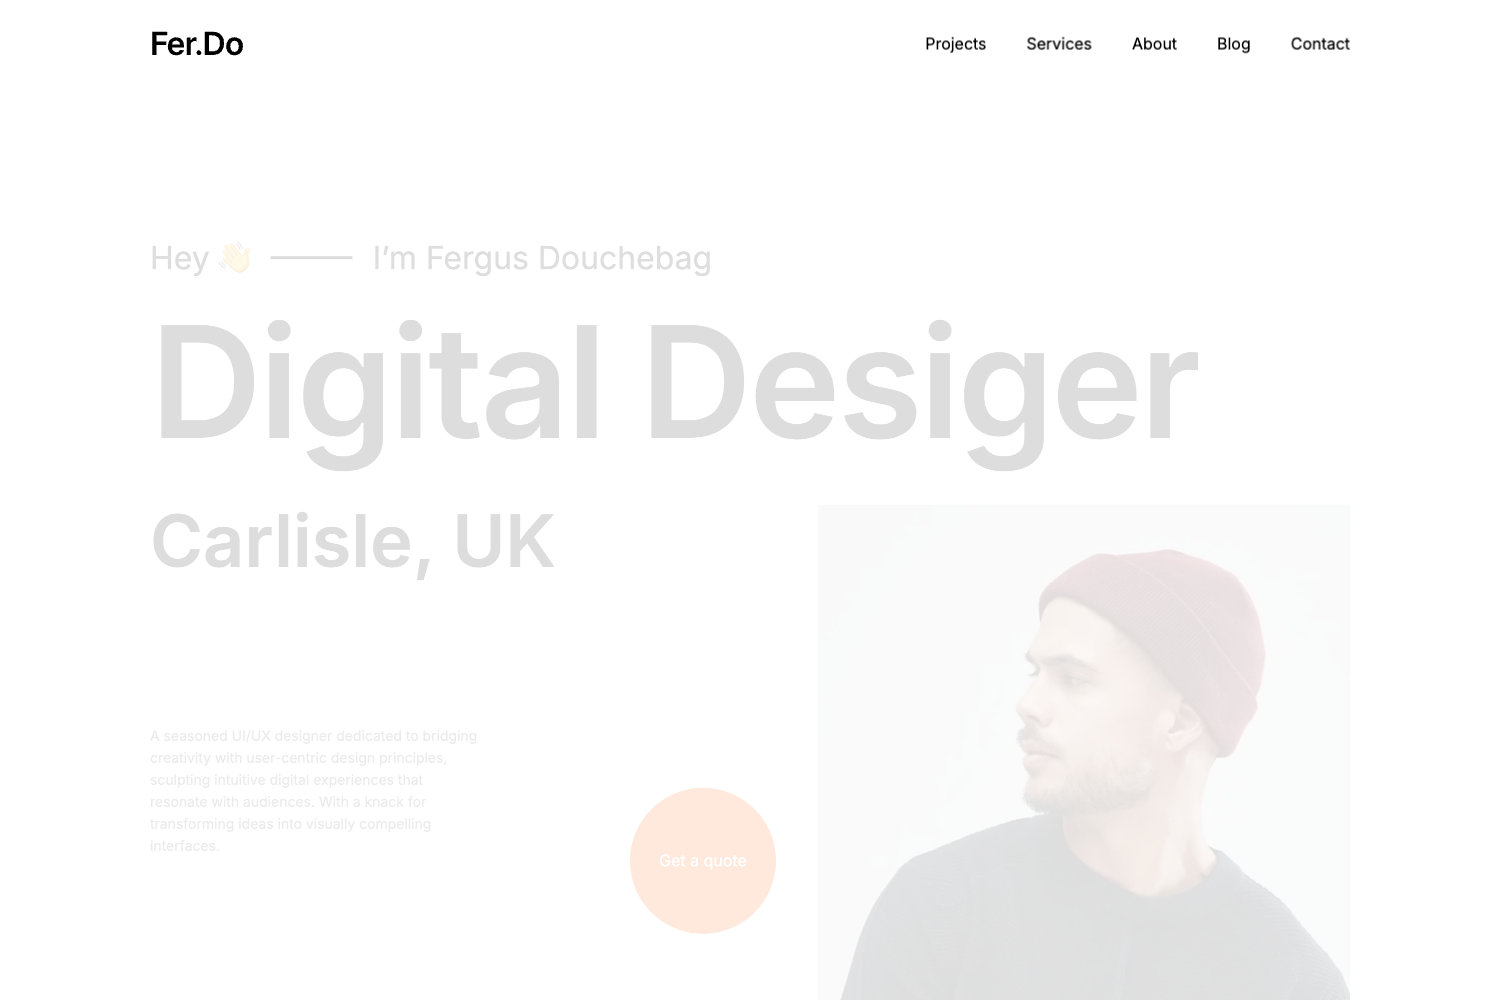 Fer.Do
Projects Services About Blog Contact
Hey 👋 I’m Fergus Douchebag
Digital Desiger
Carlisle, UK
A seasoned UI/UX designer dedicated to bridging
creativity with user-centric design principles,
sculpting intuitive digital experiences that
resonate with audiences. With a knack for
transforming ideas into visually compelling
interfaces.
Get a quote